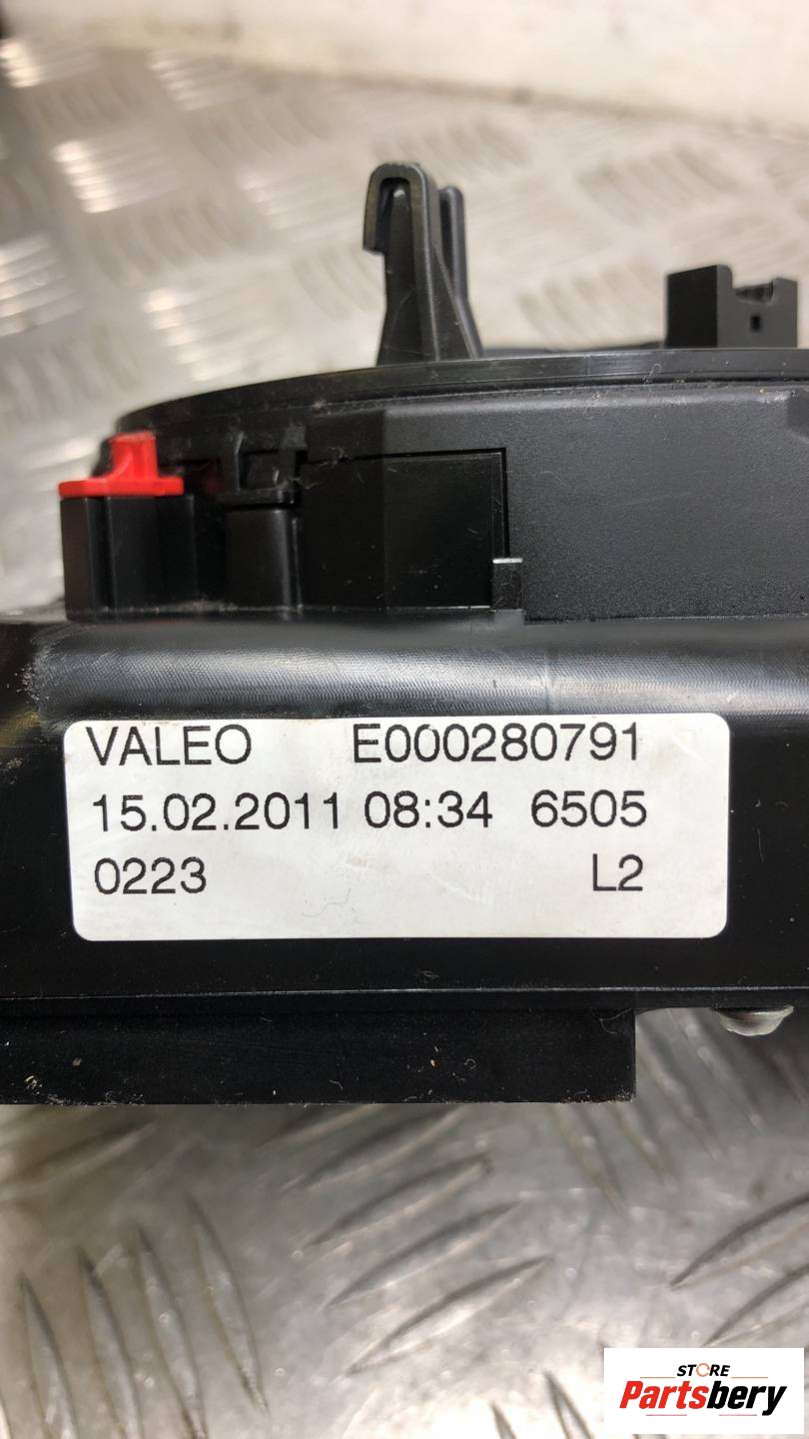 VALEO E000280791
15.02.2011 08:34 6505
0223 L2
STORE
Partsbery